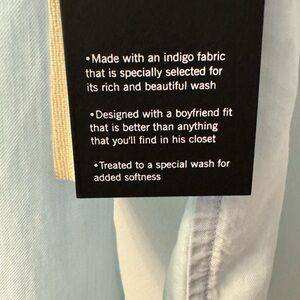 •Made with an indigo fabric
that is specially selected for
its rich and beautiful wash
•Designed with a boyfriend fit
that is better than anything
that you'll find in his closet
•Treated to a special wash for
added softness